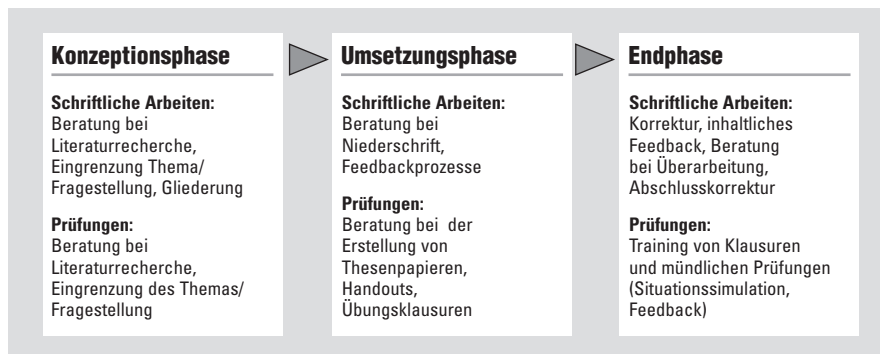 Konzeptionsphase
Schriftliche Arbeiten:
Beratung bei
Literaturrecherche,
Eingrenzung Thema/
Fragestellung, Gliederung
Prüfungen:
Beratung bei
Literaturrecherche,
Eingrenzung des Themas/
Fragestellung
Umsetzungsphase
Schriftliche Arbeiten:
Beratung bei
Niederschrift,
Feedbackprozesse
Prüfungen:
Beratung bei der
Erstellung von
Thesenpapieren,
Handouts,
Übungsklausuren
Endphase
Schriftliche Arbeiten:
Korrektur, inhaltliches
Feedback, Beratung
bei Überarbeitung,
Abschlusskorrektur
Prüfungen:
Training von Klausuren
und mündlichen Prüfungen
(Situationssimulation,
Feedback)